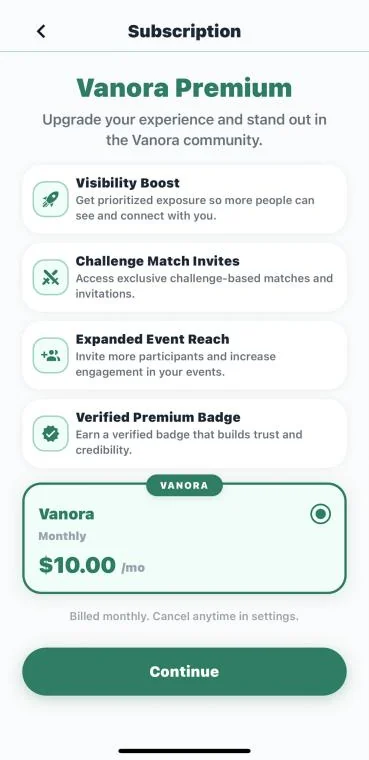 Subscription
Vanora Premium
Upgrade your experience and stand out in
the Vanora community.
Visibility Boost
Get prioritized exposure so more people can
see and connect with you.
Challenge Match Invites
Access exclusive challenge-based matches and
invitations.
Expanded Event Reach
Invite more participants and increase
engagement in your events.
Verified Premium Badge
Earn a verified badge that builds trust and
credibility.
VANORA
Vanora
Monthly
$10.00 /mo
Billed monthly. Cancel anytime in settings.
Continue